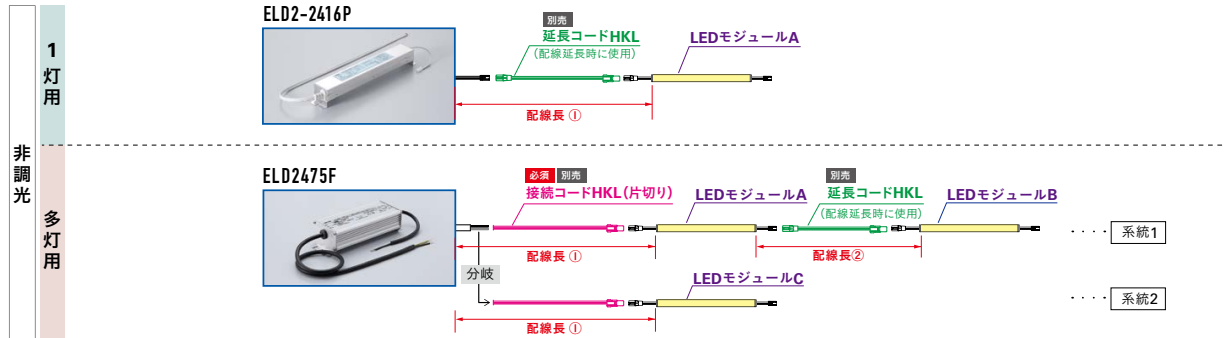 非調光
1灯用
ELD2-2416P
別売
延長コードHKL
(配線延長時に使用)
LEDモジュールA
配線長①
多灯用
ELD2475F
必須 別売
接続コードHKL(片切り)
LEDモジュールA
別売
延長コードHKL
(配線延長時に使用)
LEDモジュールB
配線長①
配線長②
・・・・ 系統1
分岐
LEDモジュールC
配線長①
・・・・ 系統2